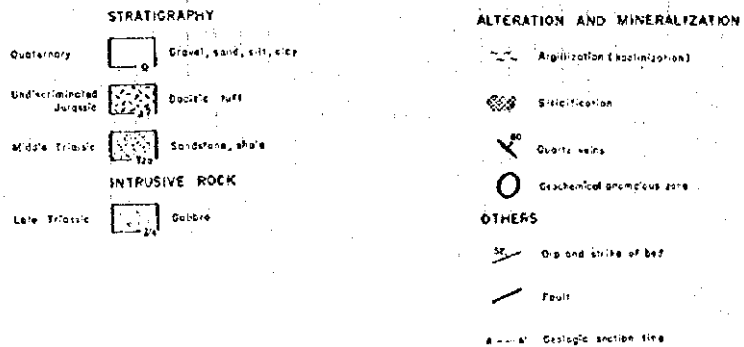 STRATIGRAPHY
Quaternary Gravel, sand, silt, clay
Q
Undiscriminated
Jurassic
Dacitic tuff
Middle Triassic Sandstone, shale
INTRUSIVE ROCK
Late Triassic Gabbro
ALTERATION AND MINERALIZATION
Argillization (kaolinization)
Silicification
80
Quartz veins
Geochemical anomalous zone
OTHERS
Dip and strike of bed
Fault
A A' Geologic section line